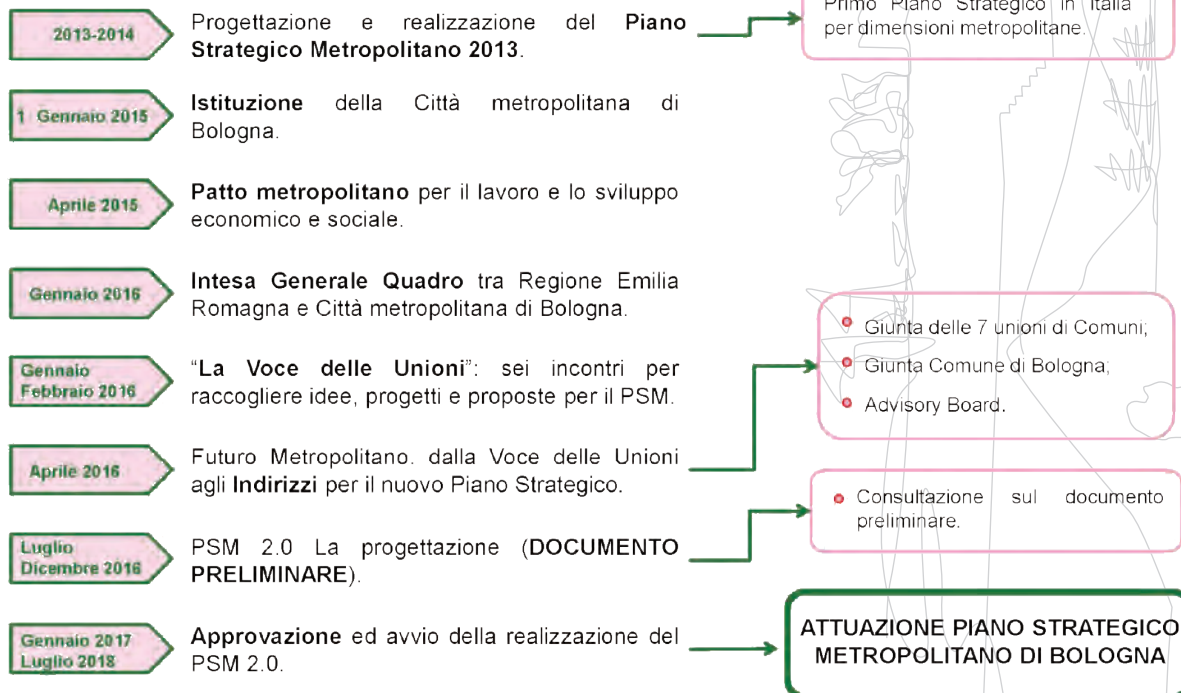 2013-2014
Progettazione e realizzazione del Piano
Strategico Metropolitano 2013.
Primo Piano Strategico in Italia
per dimensioni metropolitane.
1 Gennaio 2015
Istituzione della Città metropolitana di
Bologna.
Aprile 2015
Patto metropolitano per il lavoro e lo sviluppo
economico e sociale.
Gennaio 2016
Intesa Generale Quadro tra Regione Emilia
Romagna e Città metropolitana di Bologna.
Gennaio
Febbraio 2016
“La Voce delle Unioni”: sei incontri per
raccogliere idee, progetti e proposte per il PSM.
Aprile 2016
Futuro Metropolitano. dalla Voce delle Unioni
agli Indirizzi per il nuovo Piano Strategico.
Giunta delle 7 unioni di Comuni;
Giunta Comune di Bologna;
Advisory Board.
Luglio
Dicembre 2016
PSM 2.0 La progettazione (DOCUMENTO
PRELIMINARE).
Consultazione sul documento
preliminare.
Gennaio 2017
Luglio 2018
Approvazione ed avvio della realizzazione del
PSM 2.0.
ATTUAZIONE PIANO STRATEGICO
METROPOLITANO DI BOLOGNA